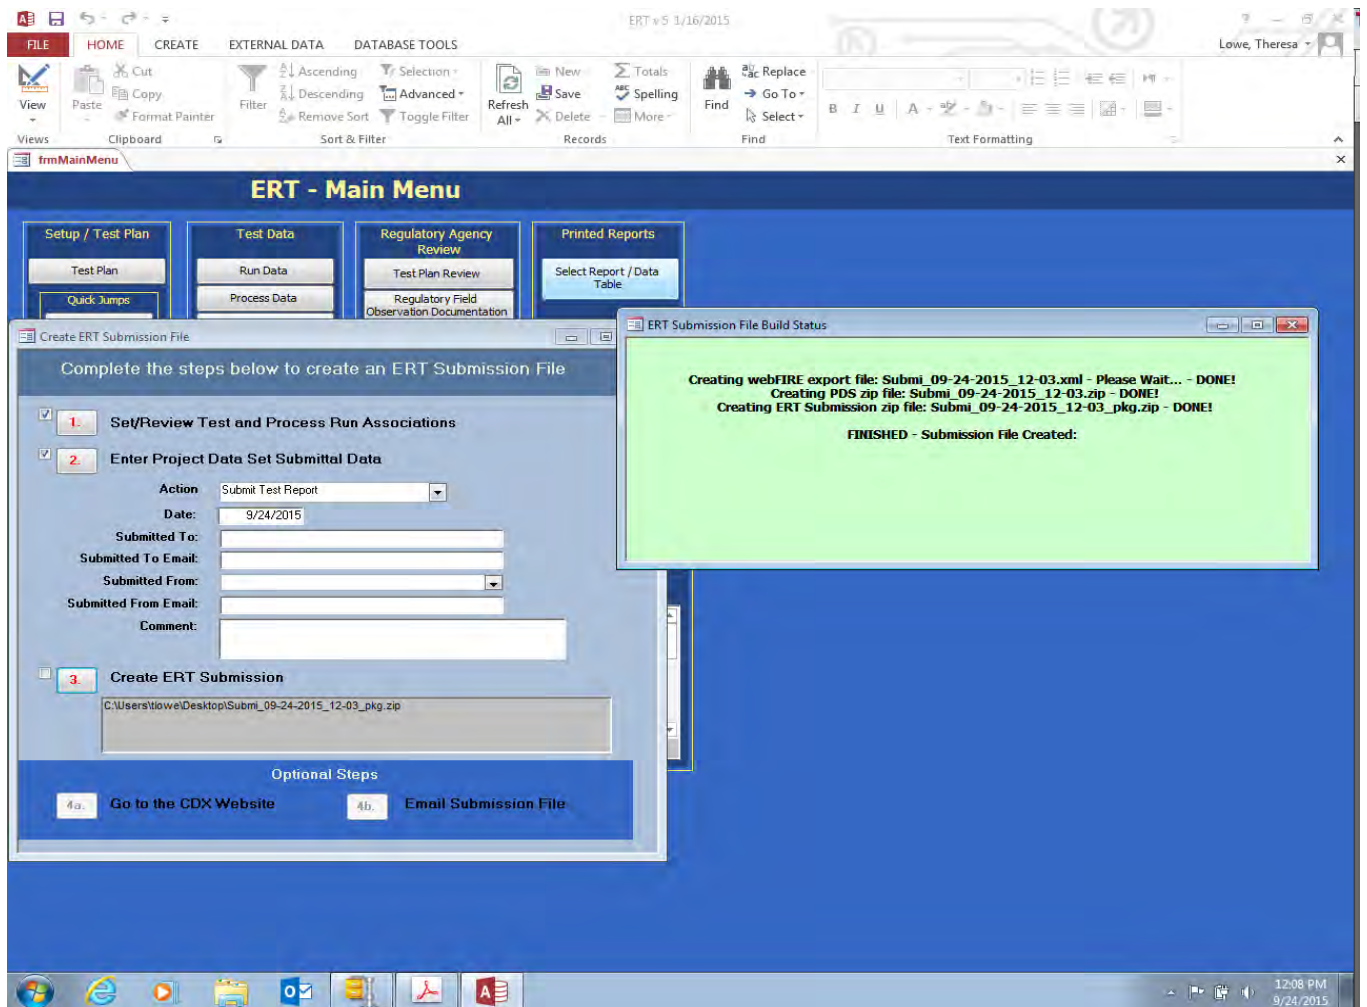 ERT v 5 1/16/2015
FILE HOME CREATE EXTERNAL DATA DATABASE TOOLS
Lowe, Theresa
View
Paste
Cut
Copy
Format Painter
Filter
Ascending
Descending
Remove Sort
Selection
Advanced
Toggle Filter
Refresh All
New
Save
Delete
Totals
Spelling
More
Find
Replace
Go To
Select
B I U A
Views Clipboard Sort & Filter Records Find Text Formatting
frmMainMenu
ERT - Main Menu
Setup / Test Plan
Test Plan
Quick Jumps
Test Data
Run Data
Process Data
Regulatory Agency
Review
Test Plan Review
Regulatory Field
Observation Documentation
Printed Reports
Select Report / Data
Table
Create ERT Submission File
Complete the steps below to create an ERT Submission File
1. Set/Review Test and Process Run Associations
2. Enter Project Data Set Submittal Data
Action Submit Test Report
Date: 9/24/2015
Submitted To:
Submitted To Email:
Submitted From:
Submitted From Email:
Comment:
3. Create ERT Submission
C:\Users\tlowe\Desktop\Submi_09-24-2015_12-03_pkg.zip
Optional Steps
4a. Go to the CDX Website
4b. Email Submission File
ERT Submission File Build Status
Creating webFIRE export file: Submi_09-24-2015_12-03.xml - Please Wait... - DONE!
Creating PDS zip file: Submi_09-24-2015_12-03.zip - DONE!
Creating ERT Submission zip file: Submi_09-24-2015_12-03_pkg.zip - DONE!
FINISHED - Submission File Created:
12:08 PM
9/24/2015